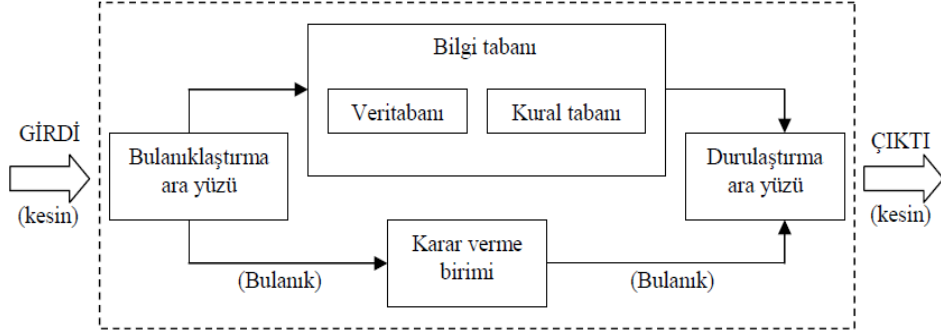 Bilgi tabanı
Veritabanı
Kural tabanı
GİRDİ
(kesin)
Bulanıklaştırma
ara yüzü
Durulaştırma
ara yüzü
ÇIKTI
(kesin)
Karar verme
birimi
(Bulanık)
(Bulanık)